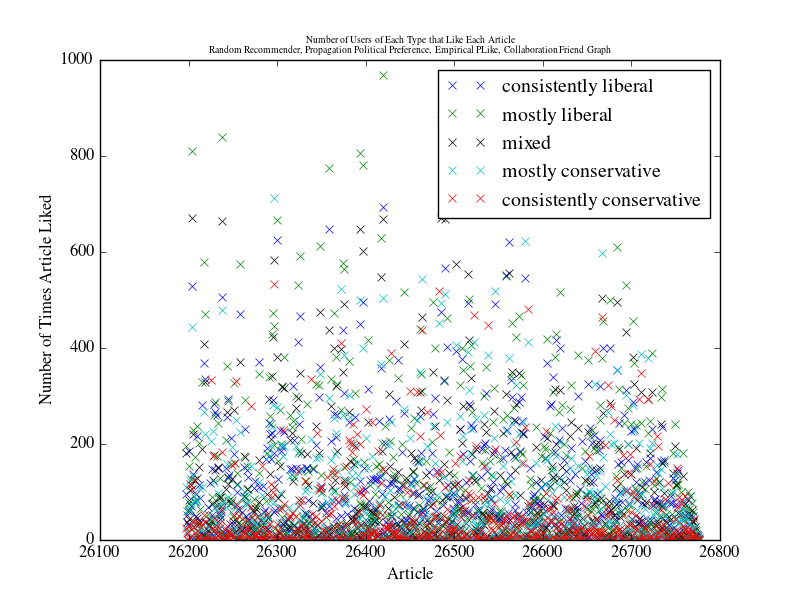 Number of Users of Each Type that Like Each Article
Random Recommender, Propagation Political Preference, Empirical PLike, CollaborationFriend Graph
1000
800
600
400
200
0
Number of Times Article Liked
consistently liberal
mostly liberal
mixed
mostly conservative
consistently conservative
26100 26200 26300 26400 26500 26600 26700 26800
Article